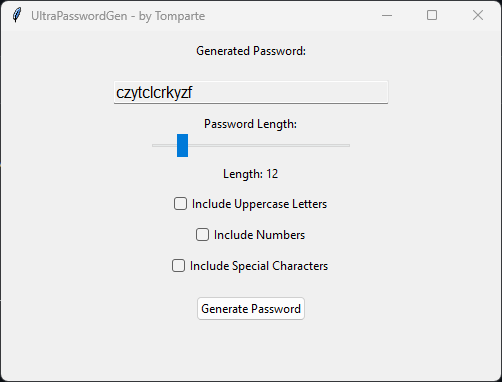 UltraPasswordGen - by Tomparte
Generated Password:
czytclcrkyzf
Password Length:
Length: 12
Include Uppercase Letters
Include Numbers
Include Special Characters
Generate Password